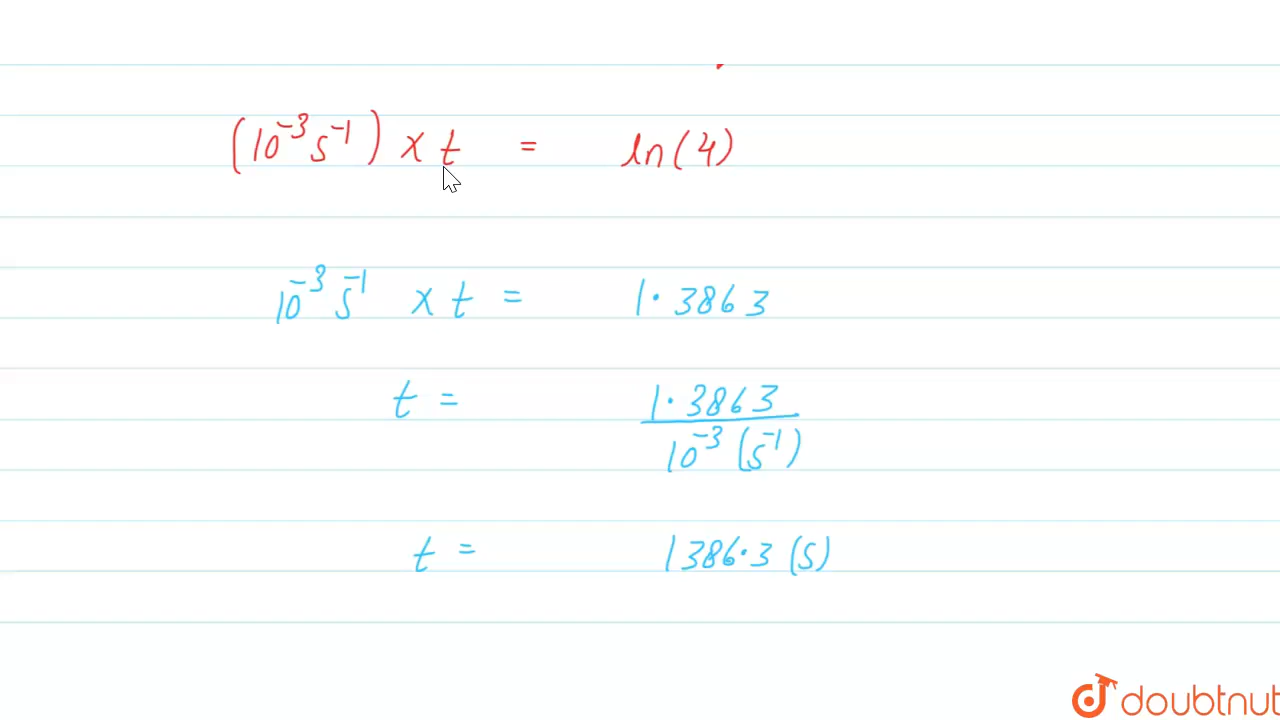 (10⁻³ s⁻¹) × t = ln(4)
10⁻³ s⁻¹ × t = 1.3863
t = 1.3863
10⁻³ (s⁻¹)
t = 1386.3 (s)
doubtnut